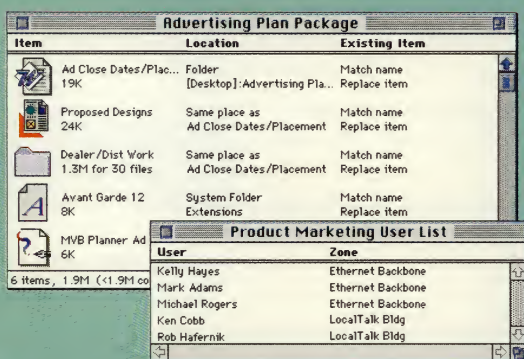 Advertising Plan Package
Item Location Existing Item
Ad Close Dates/Plac... Folder Match name
19K [Desktop]:Advertising Pla... Replace item
Proposed Designs Same place as Match name
24K Ad Close Dates/Placement Replace item
Dealer/Dist Work Same place as Match name
1.3M for 30 files Ad Close Dates/Placement Replace item
Avant Garde 12 System Folder Match name
8K Extensions Replace item
MVB Planner Ad
6K
6 items, 1.9M (<1.9M co
Product Marketing User List
User Zone
Kelly Hayes Ethernet Backbone
Mark Adams Ethernet Backbone
Michael Rogers Ethernet Backbone
Ken Cobb LocalTalk Bldg
Rob Hafernik LocalTalk Bldg